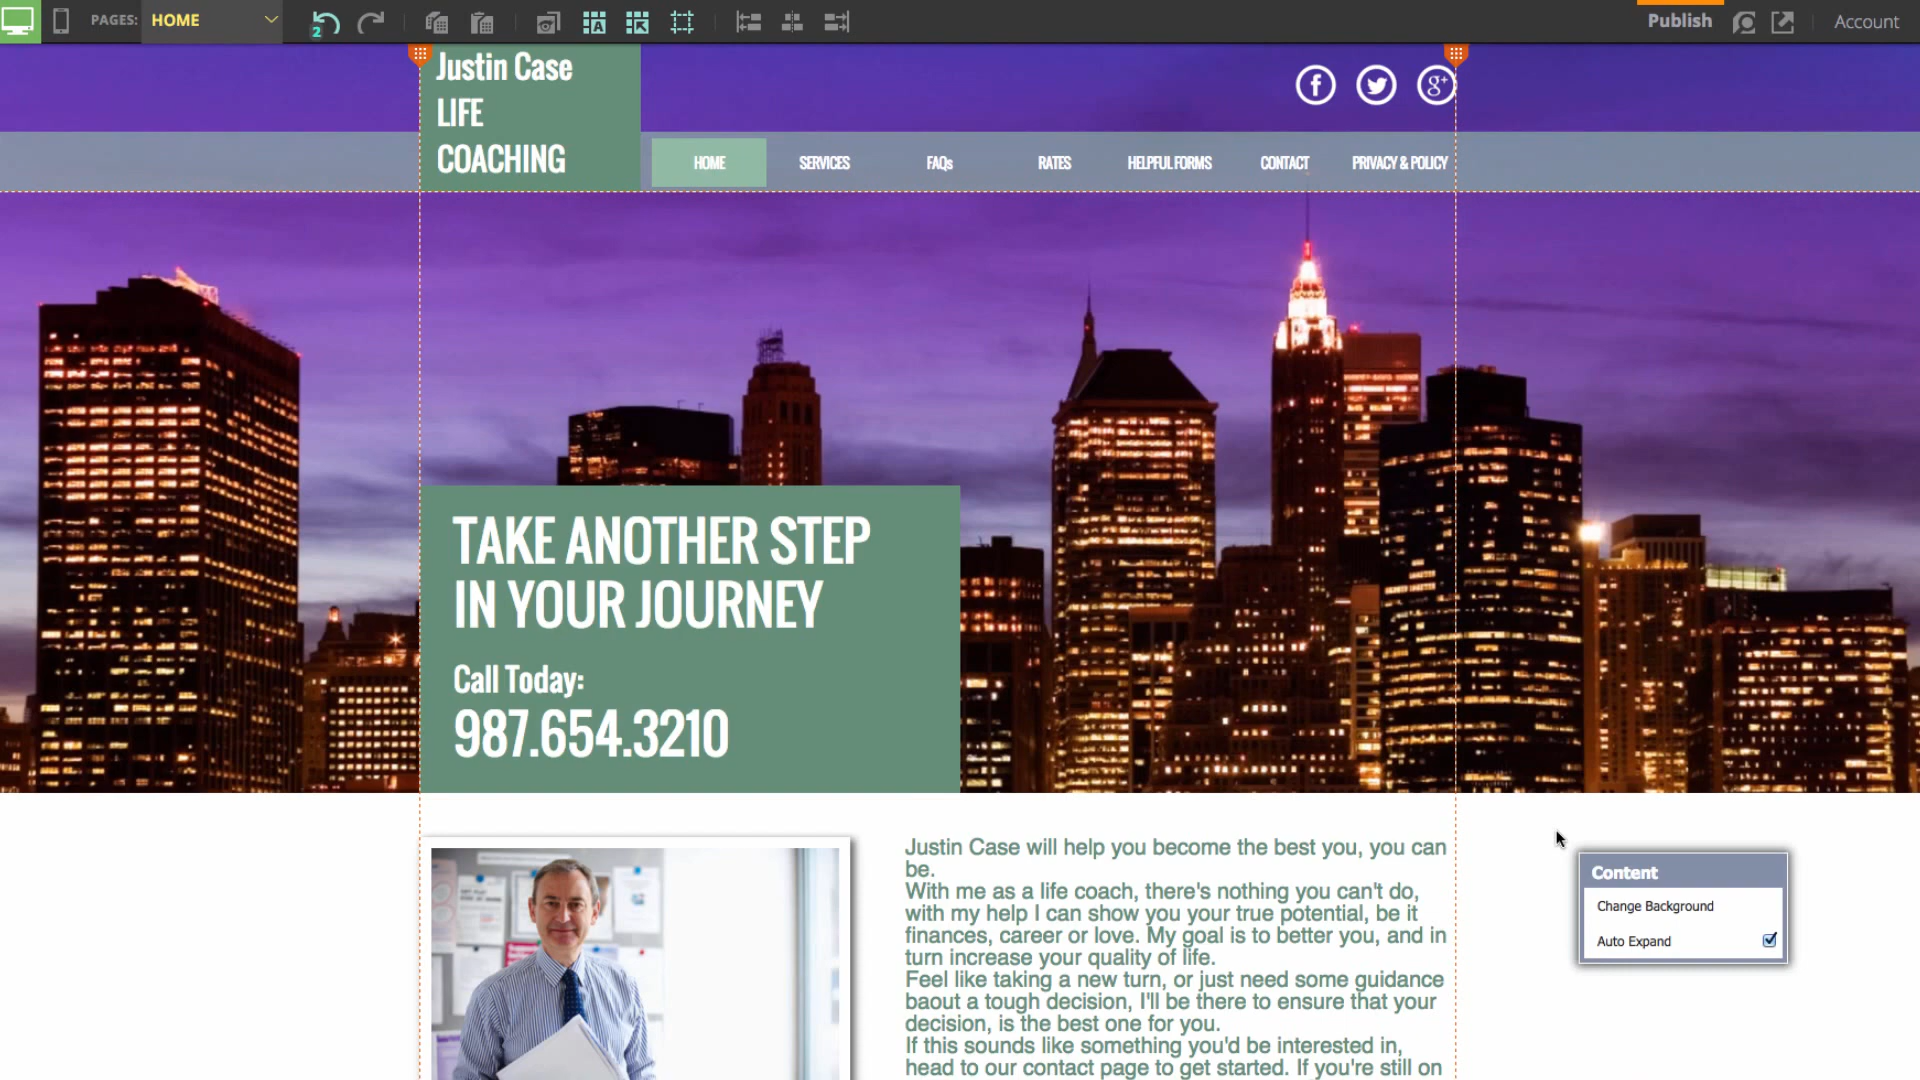 PAGES: HOME
2
A
Publish
Account
Justin Case
LIFE
COACHING
f
g+
HOME
SERVICES
FAQs
RATES
HELPFUL FORMS
CONTACT
PRIVACY & POLICY
TAKE ANOTHER STEP
IN YOUR JOURNEY
Call Today:
987.654.3210
Justin Case will help you become the best you, you can
be.
With me as a life coach, there's nothing you can't do,
with my help I can show you your true potential, be it
finances, career or love. My goal is to better you, and in
turn increase your quality of life.
Feel like taking a new turn, or just need some guidance
baout a tough decision, I'll be there to ensure that your
decision, is the best one for you.
If this sounds like something you'd be interested in,
head to our contact page to get started. If you're still on
Content
Change Background
Auto Expand